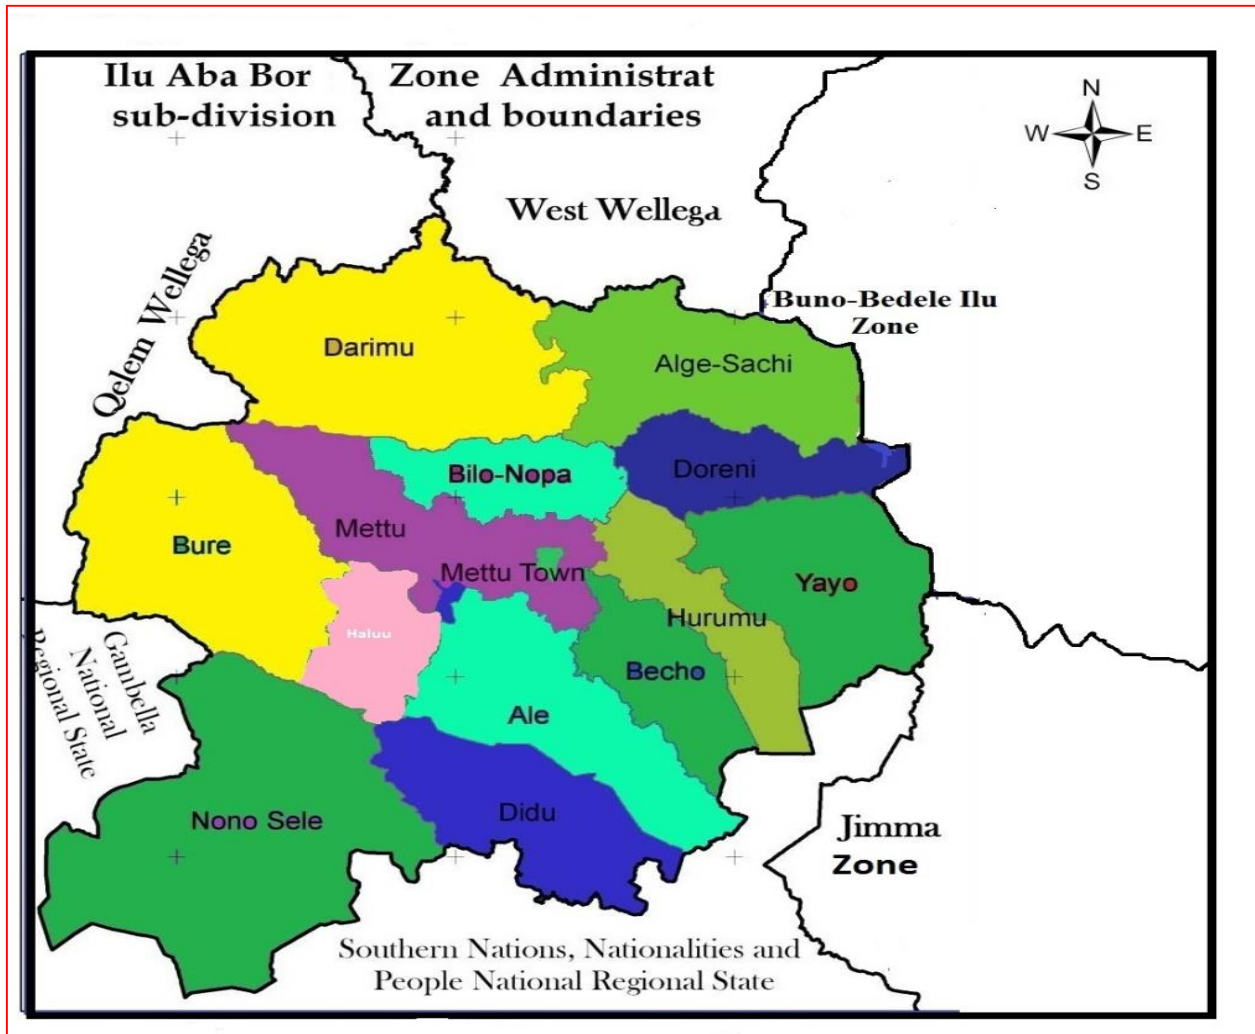 Ilu Aba Bor Zone Administrat
sub-division and boundaries
N
W E
S
West Wellega
Qelem Wellega
Buno-Bedele Ilu
Zone
Darimu
Alge-Sachi
Bilo-Nopa
Doreni
Mettu
Bure
Mettu Town
Yayo
Hurumu
Haluu
Becho
Gambella
National
Regional State
Ale
Didu
Nono Sele
Jimma
Zone
Southern Nations, Nationalities and
People National Regional State